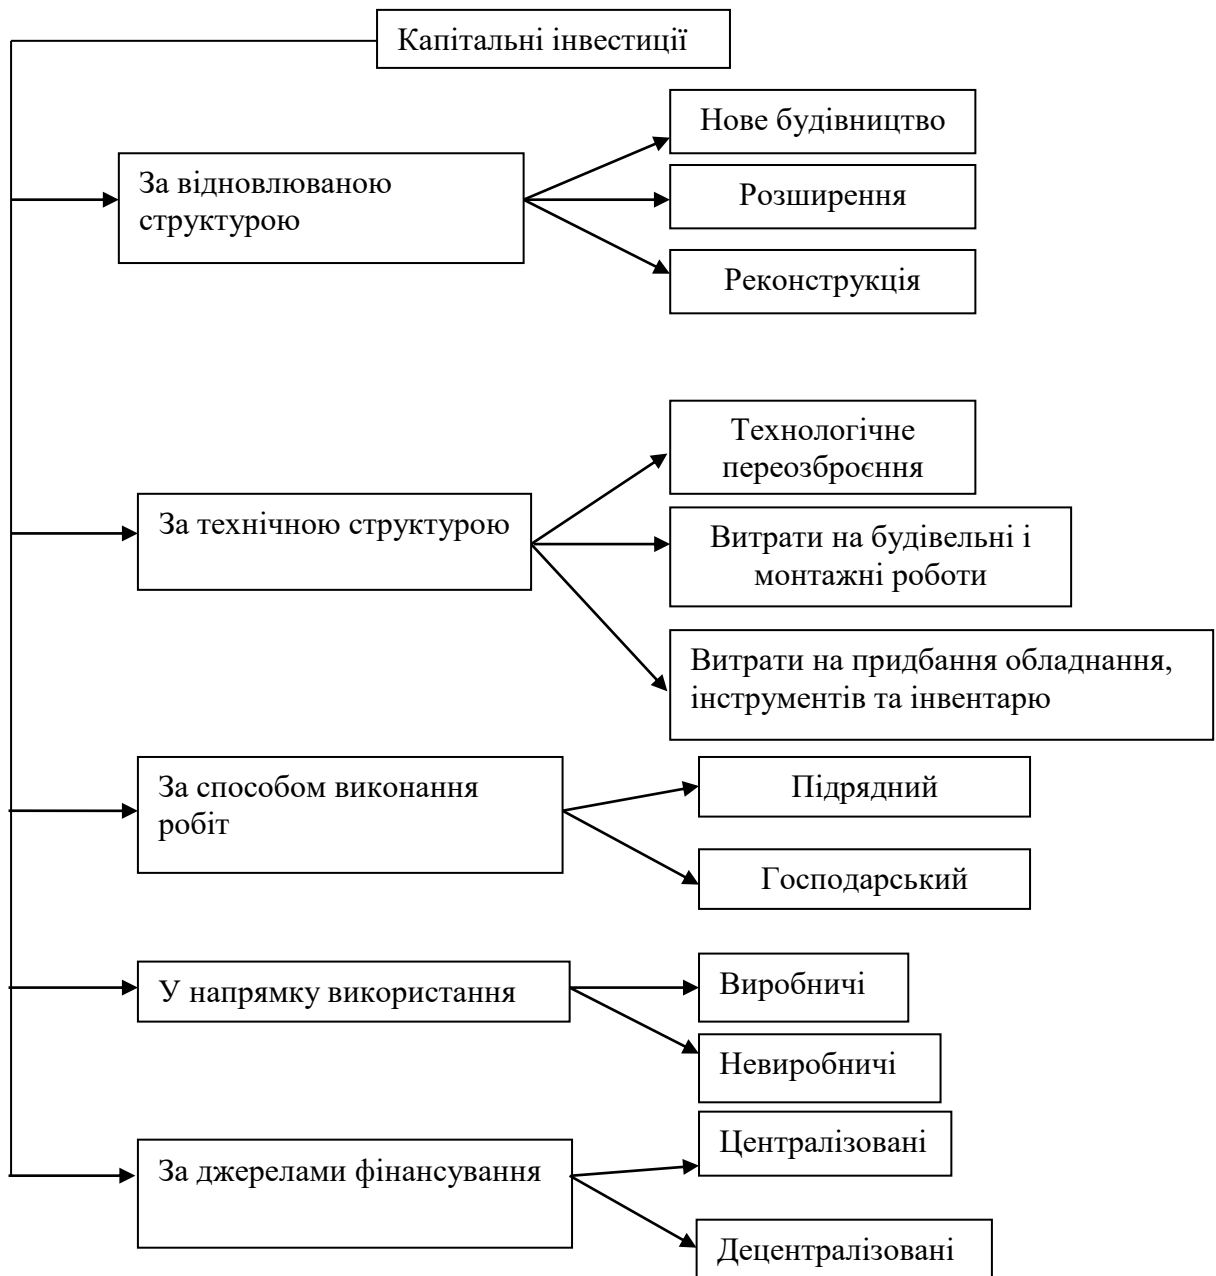 Капітальні інвестиції
За відновлюваною
структурою
Нове будівництво
Розширення
Реконструкція
За технічною структурою
Технологічне
переозброєння
Витрати на будівельні і
монтажні роботи
Витрати на придбання обладнання,
інструментів та інвентарю
За способом виконання
робіт
Підрядний
Господарський
У напрямку використання
Виробничі
Невиробничі
За джерелами фінансування
Централізовані
Децентралізовані